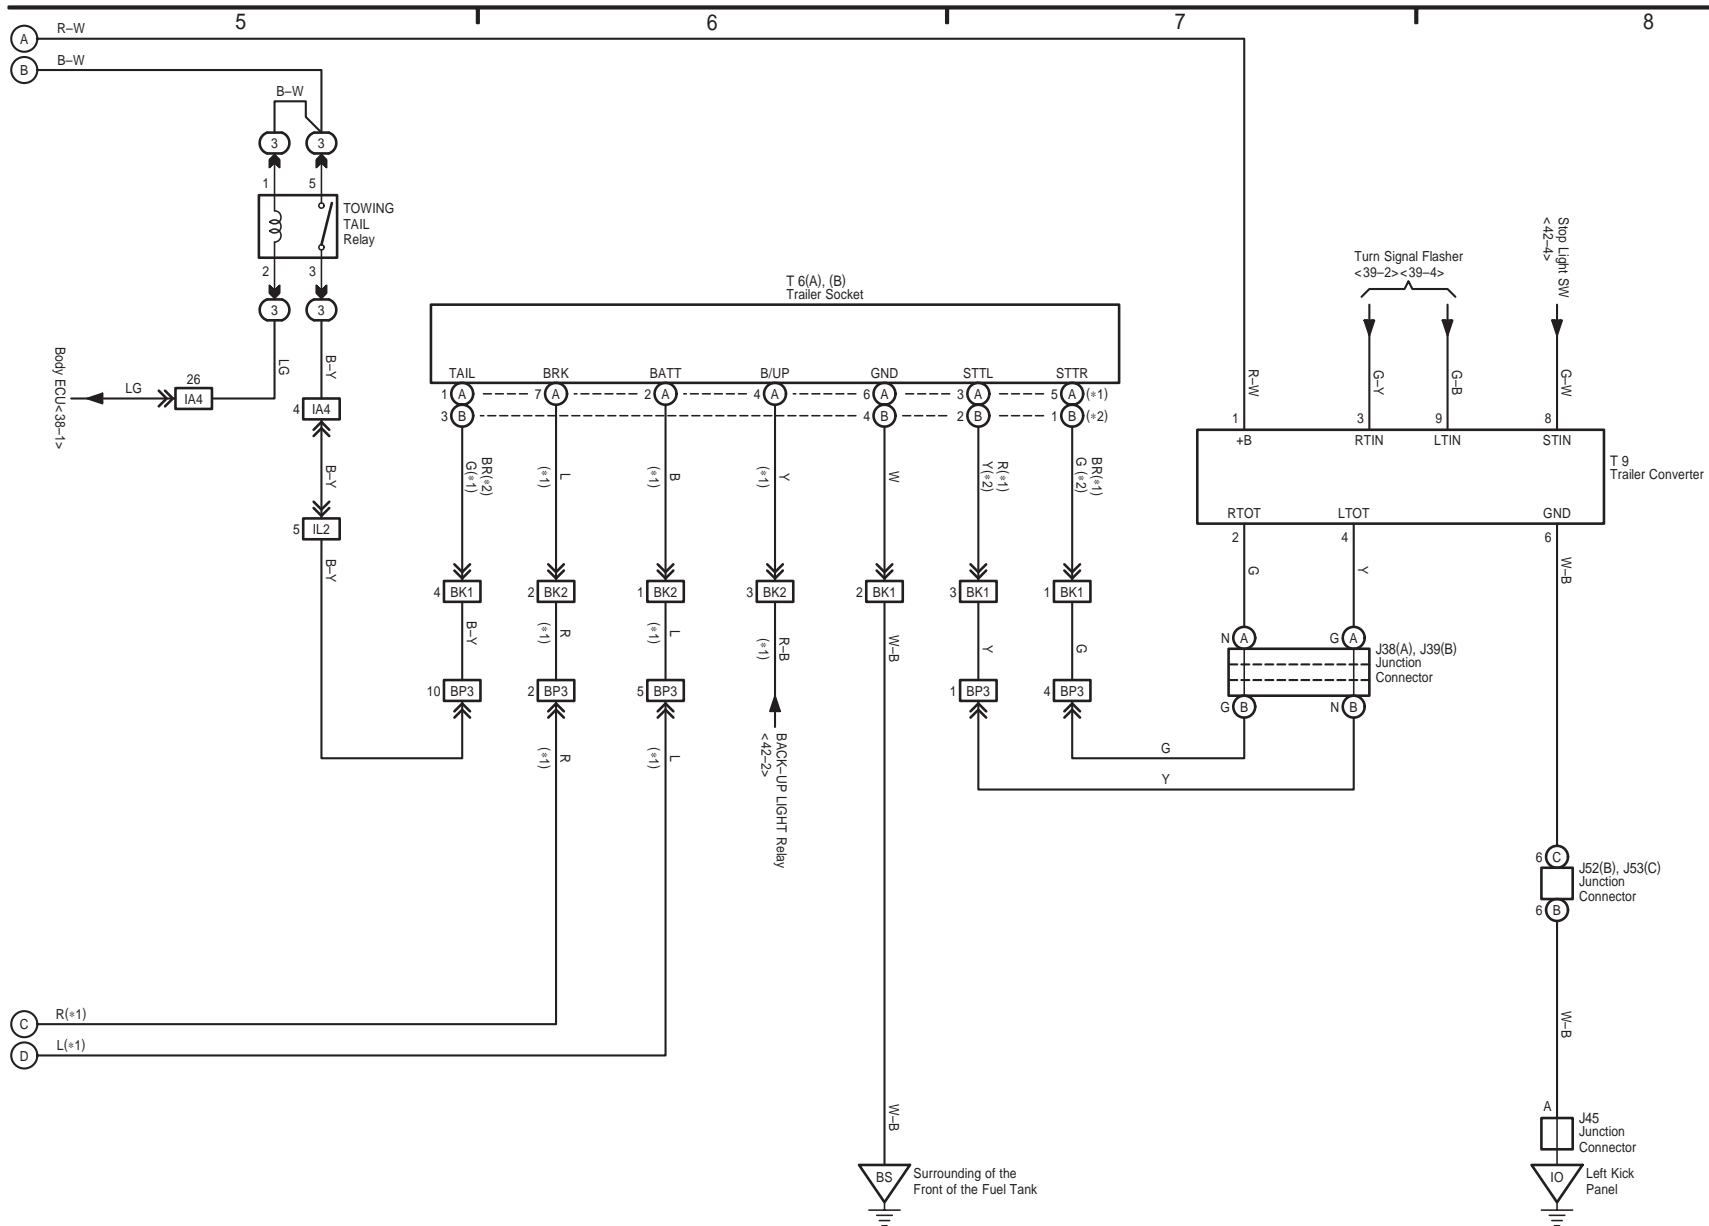 5 6 7 8
A R–W
B B–W
B–W
3 3
1 5
TOWING
TAIL
Relay
2 3
3 3
LG
B–Y
Body ECU<38–1>
LG
26
IA4
4 IA4
B–Y
5 IL2
B–Y
T 6(A), (B)
Trailer Socket
TAIL BRK BATT B/UP GND STTL STTR
1 A 7 A 2 A 4 A 6 A 3 A 5 A (*1)
3 B 4 B 2 B 1 B (*2)
BR(*2)
G(*1)
L
(*1)
B
(*1)
Y
(*1)
W
R(*1)
Y(*2)
BR(*1)
G (*2)
4 BK1 2 BK2 1 BK2 3 BK2 2 BK1 3 BK1 1 BK1
B–Y
R
(*1)
L
(*1)
R–B
(*1)
W–B
Y
G
10 BP3 2 BP3 5 BP3 1 BP3 4 BP3
R
(*1)
L
(*1)
BACK–UP LIGHT Relay
<42–2>
G
Y
Turn Signal Flasher
<39–2><39–4>
Stop Light SW
<42–4>
R–W
G–Y
G–B
G–W
1 3 9 8
+B RTIN LTIN STIN
T 9
Trailer Converter
RTOT LTOT GND
2 4 6
G
Y
W–B
N A G A
J38(A), J39(B)
Junction
Connector
G B N B
6 C
J52(B), J53(C)
Junction
Connector
6 B
C R(*1)
D L(*1)
W–B
W–B
A
J45
Junction
Connector
BS
Surrounding of the
Front of the Fuel Tank
IO
Left Kick
Panel